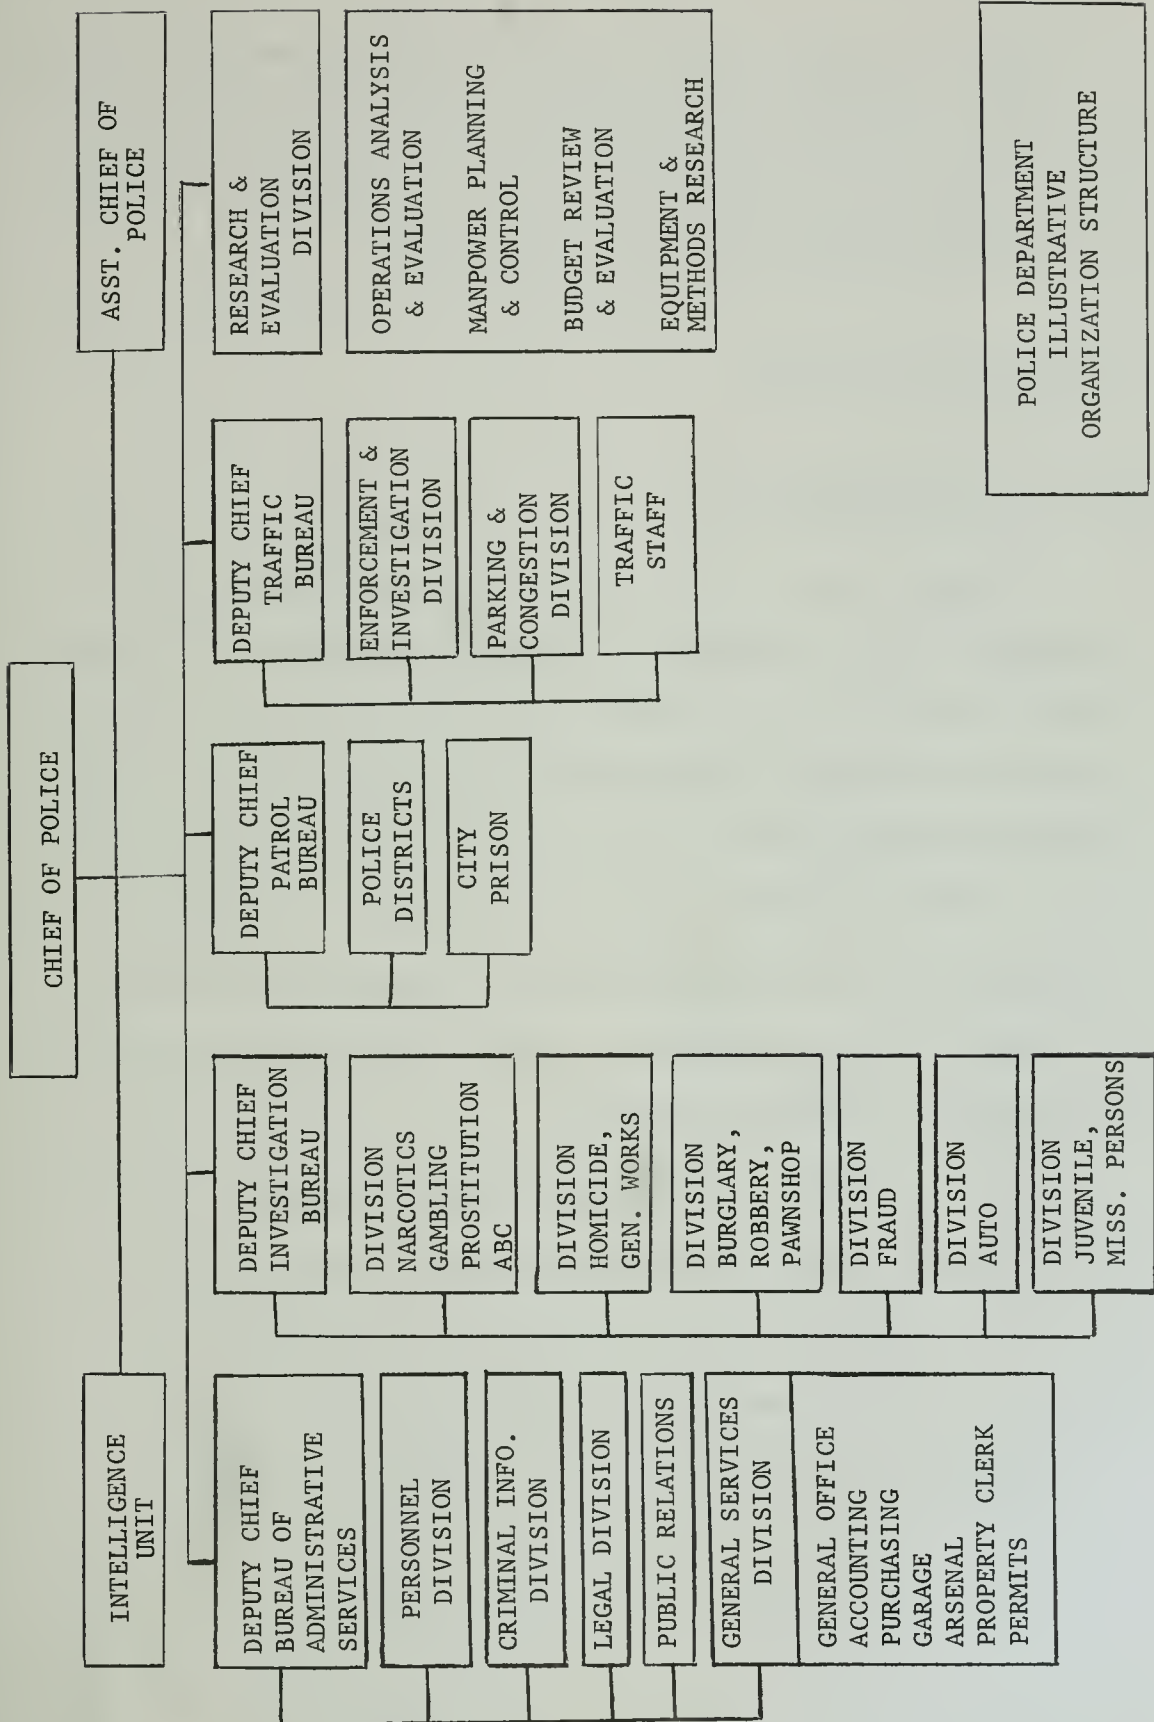 CHIEF OF POLICE
INTELLIGENCE
UNIT
ASST. CHIEF OF
POLICE
DEPUTY CHIEF
BUREAU OF
ADMINISTRATIVE
SERVICES
PERSONNEL
DIVISION
CRIMINAL INFO.
DIVISION
LEGAL DIVISION
PUBLIC RELATIONS
GENERAL SERVICES
DIVISION
GENERAL OFFICE
ACCOUNTING
PURCHASING
GARAGE
ARSENAL
PROPERTY CLERK
PERMITS
DEPUTY CHIEF
INVESTIGATION
BUREAU
DIVISION
NARCOTICS
GAMBLING
PROSTITUTION
ABC
DIVISION
HOMICIDE,
GEN. WORKS
DIVISION
BURGLARY,
ROBBERY,
PAWNSHOP
DIVISION
FRAUD
DIVISION
AUTO
DIVISION
JUVENILE,
MISS. PERSONS
DEPUTY CHIEF
PATROL
BUREAU
POLICE
DISTRICTS
CITY
PRISON
DEPUTY CHIEF
TRAFFIC
BUREAU
ENFORCEMENT &
INVESTIGATION
DIVISION
PARKING &
CONGESTION
DIVISION
TRAFFIC
STAFF
RESEARCH &
EVALUATION
DIVISION
OPERATIONS ANALYSIS
& EVALUATION
MANPOWER PLANNING
& CONTROL
BUDGET REVIEW
& EVALUATION
EQUIPMENT &
METHODS RESEARCH
POLICE DEPARTMENT
ILLUSTRATIVE
ORGANIZATION STRUCTURE